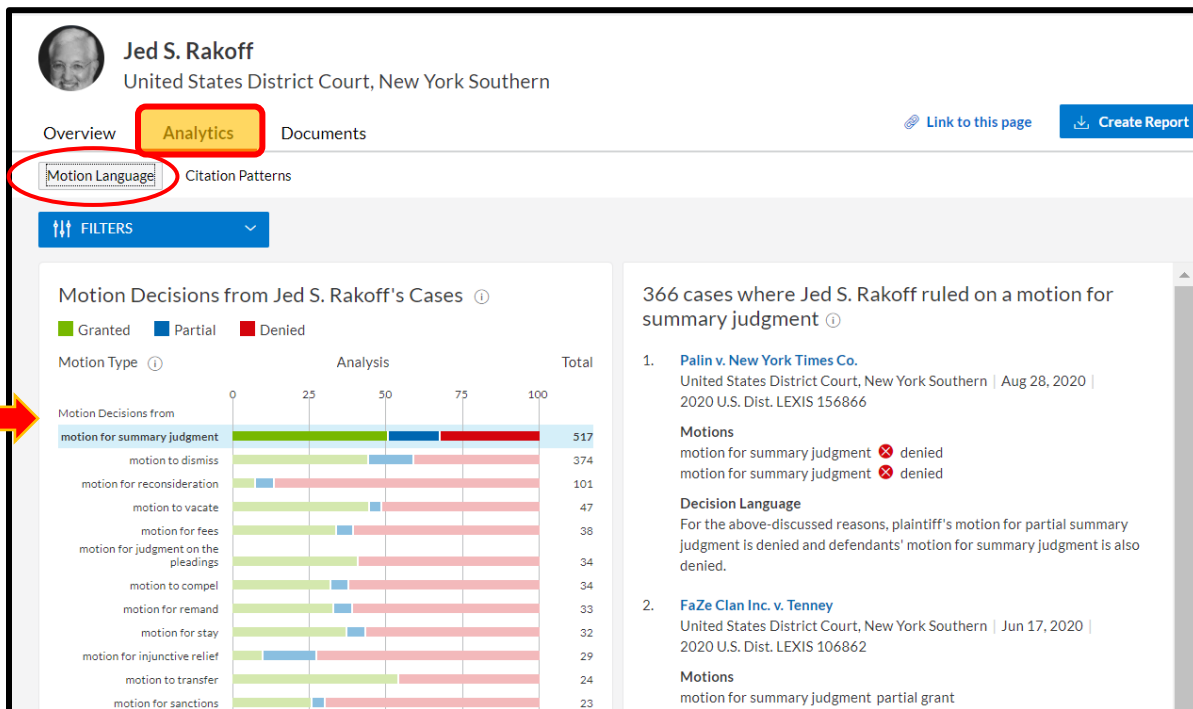 Jed S. Rakoff
United States District Court, New York Southern
Overview
Analytics
Documents
Link to this page
Create Report
Motion Language
Citation Patterns
FILTERS
Motion Decisions from Jed S. Rakoff's Cases
Granted
Partial
Denied
Motion Type
Analysis
Total
0 25 50 75 100
Motion Decisions from
motion for summary judgment 517
motion to dismiss 374
motion for reconsideration 101
motion to vacate 47
motion for fees 38
motion for judgment on the
pleadings 34
motion to compel 34
motion for remand 33
motion for stay 32
motion for injunctive relief 29
motion to transfer 24
motion for sanctions 23
366 cases where Jed S. Rakoff ruled on a motion for
summary judgment
1. Palin v. New York Times Co.
United States District Court, New York Southern | Aug 28, 2020 |
2020 U.S. Dist. LEXIS 156866
Motions
motion for summary judgment denied
motion for summary judgment denied
Decision Language
For the above-discussed reasons, plaintiff's motion for partial summary
judgment is denied and defendants' motion for summary judgment is also
denied.
2. FaZe Clan Inc. v. Tenney
United States District Court, New York Southern | Jun 17, 2020 |
2020 U.S. Dist. LEXIS 106862
Motions
motion for summary judgment partial grant